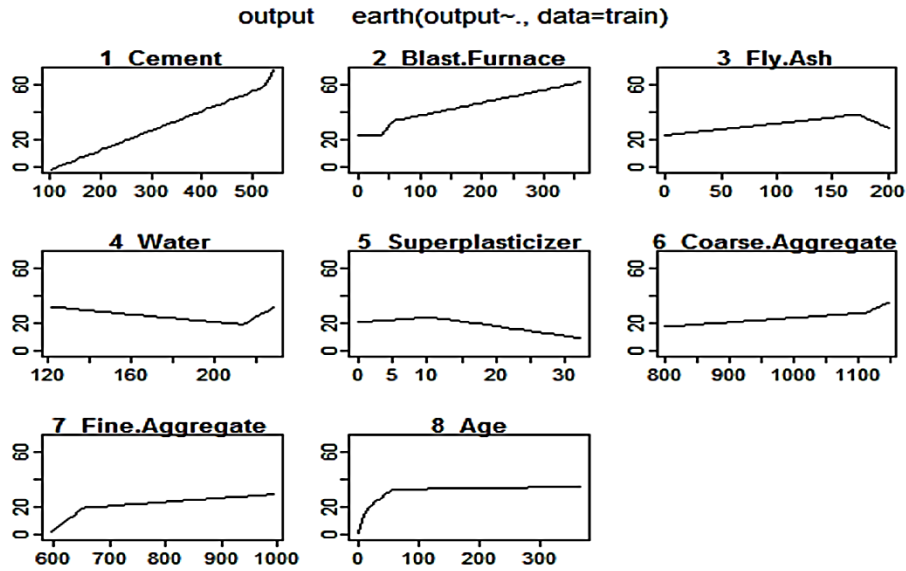 output earth(output~., data=train)
1 Cement 2 Blast.Furnace 3 Fly.Ash
0 20 60 0 20 60 0 20 60
100 200 300 400 500 0 100 200 300 0 50 100 150 200
4 Water 5 Superplasticizer 6 Coarse.Aggregate
0 20 60 0 20 60 0 20 60
120 160 200 0 5 10 20 30 800 900 1000 1100
7 Fine.Aggregate 8 Age
0 20 60 0 20 60
600 700 800 900 1000 0 100 200 300